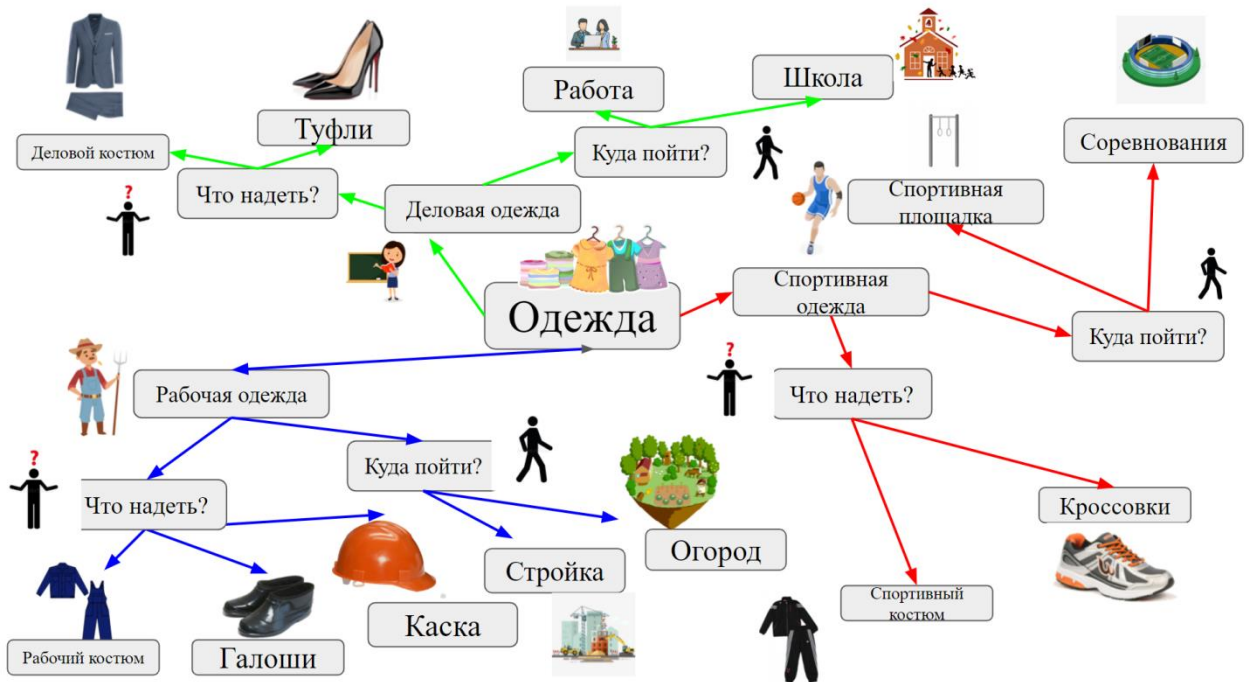 Работа
Школа
Туфли
Куда пойти?
Соревнования
Деловой костюм
Что надеть?
Деловая одежда
Спортивная
площадка
?
Одежда
Спортивная
одежда
Куда пойти?
?
Рабочая одежда
Что надеть?
?
Куда пойти?
Что надеть?
Кроссовки
Огород
Стройка
Спортивный
костюм
Каска
Рабочий костюм
Галоши